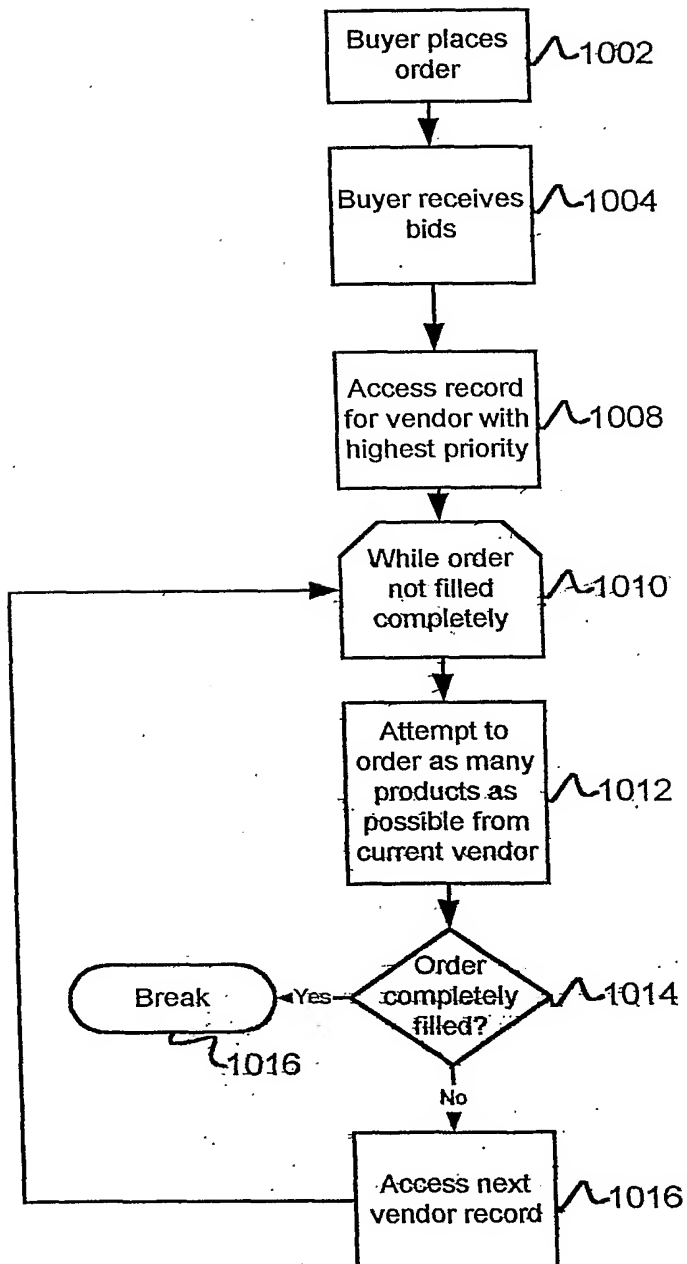 Buyer places
order
1002
Buyer receives
bids
1004
Access record
for vendor with
highest priority
1008
While order
not filled
completely
1010
Attempt to
order as many
products as
possible from
current vendor
1012
Order
completely
filled?
1014
Yes
Break
1016
No
Access next
vendor record
1016